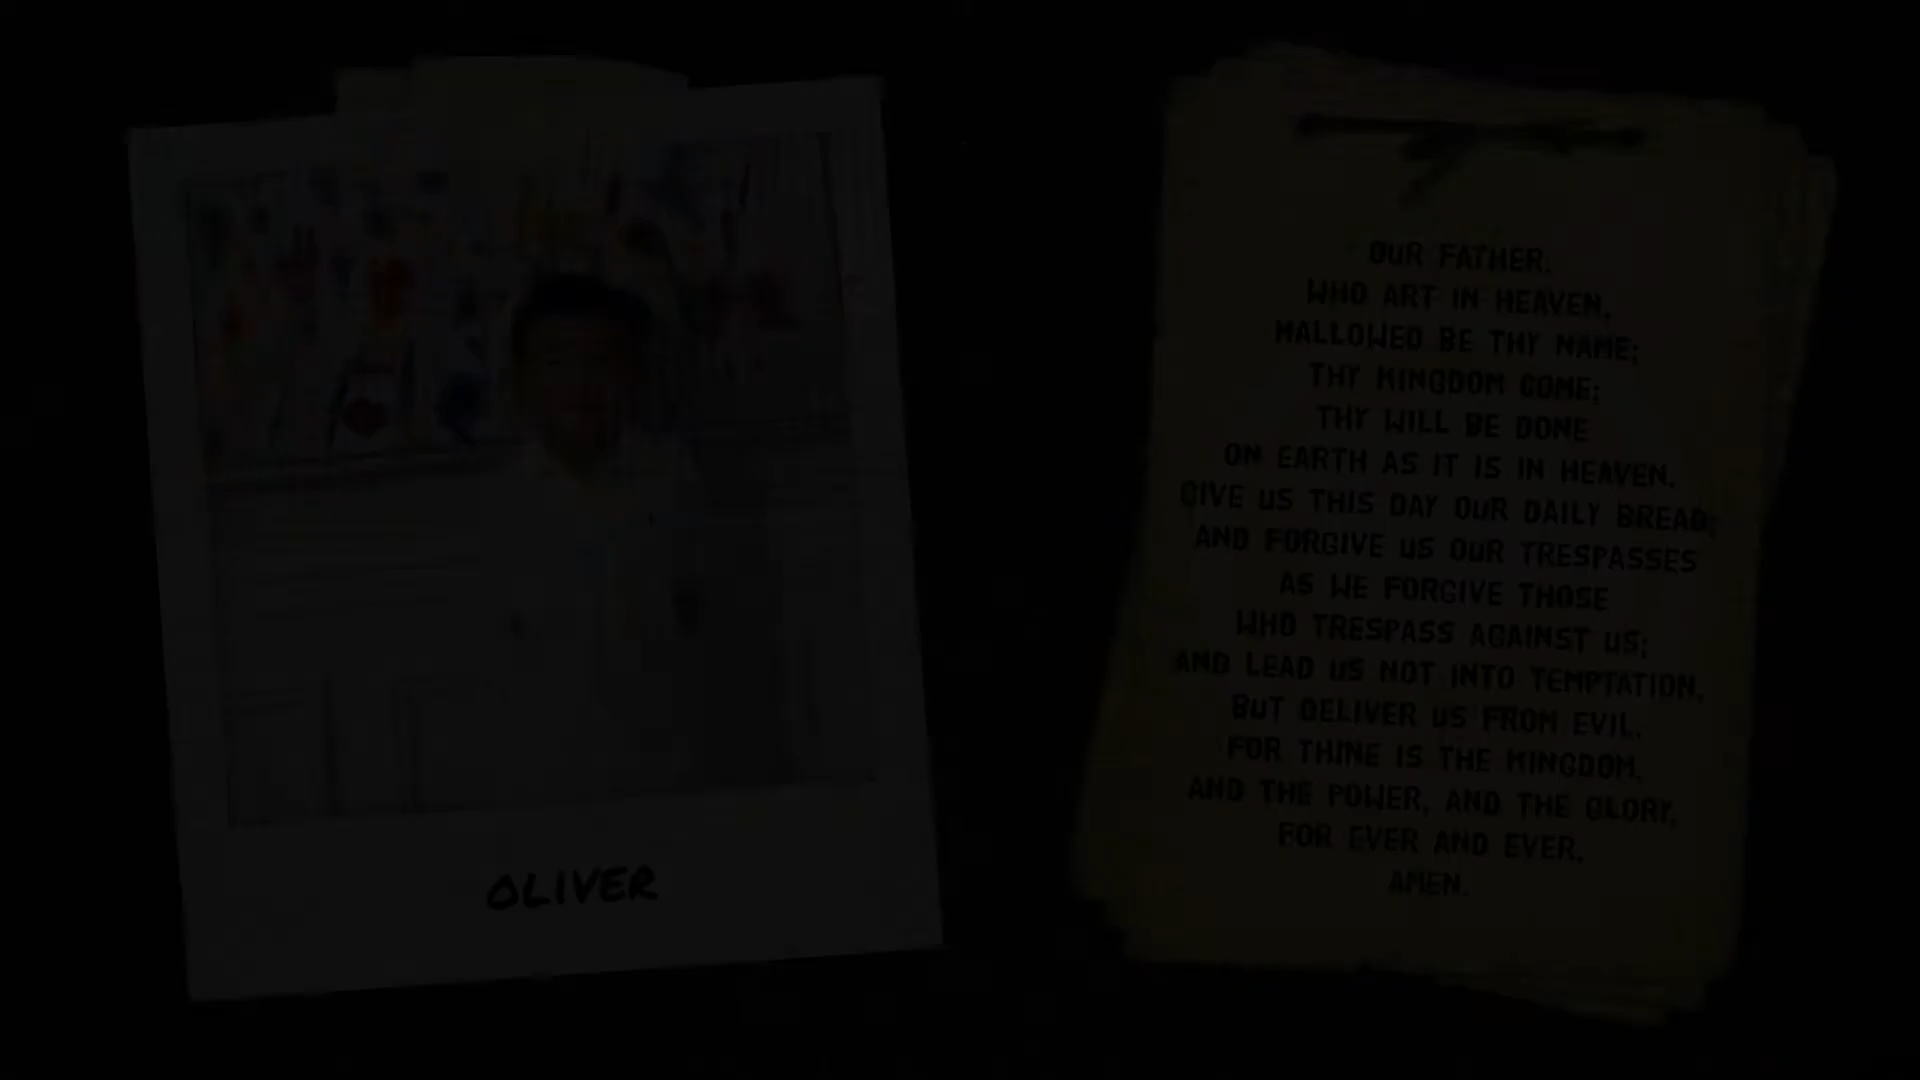 OLIVER
OUR FATHER,
WHO ART IN HEAVEN,
HALLOWED BE THY NAME;
THY KINGDOM COME;
THY WILL BE DONE
ON EARTH AS IT IS IN HEAVEN.
GIVE US THIS DAY OUR DAILY BREAD;
AND FORGIVE US OUR TRESPASSES
AS WE FORGIVE THOSE
WHO TRESPASS AGAINST US;
AND LEAD US NOT INTO TEMPTATION,
BUT DELIVER US FROM EVIL.
FOR THINE IS THE KINGDOM,
AND THE POWER, AND THE GLORY,
FOR EVER AND EVER.
AMEN.